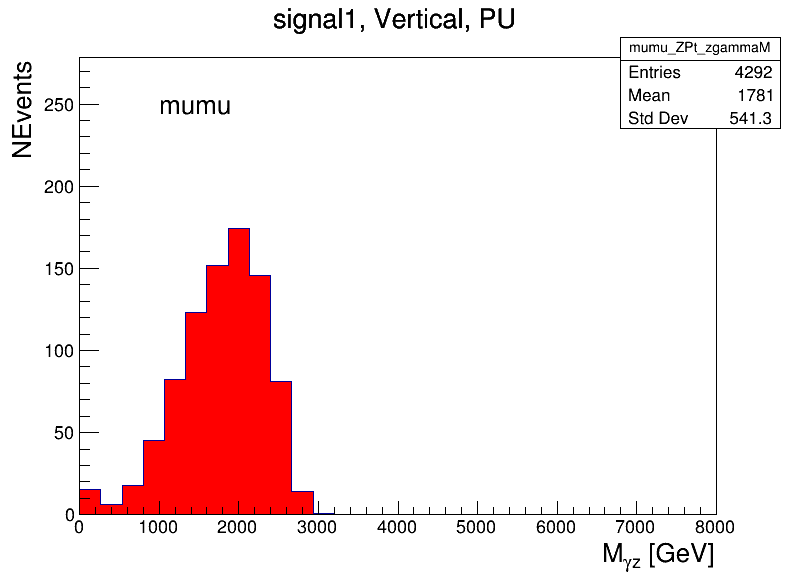 signal1, Vertical, PU
mumu_ZPt_zgammaM
Entries 4292
Mean 1781
Std Dev 541.3
NEvents
mumu
250
200
150
100
50
0
0 1000 2000 3000 4000 5000 6000 7000 8000
Mγz [GeV]